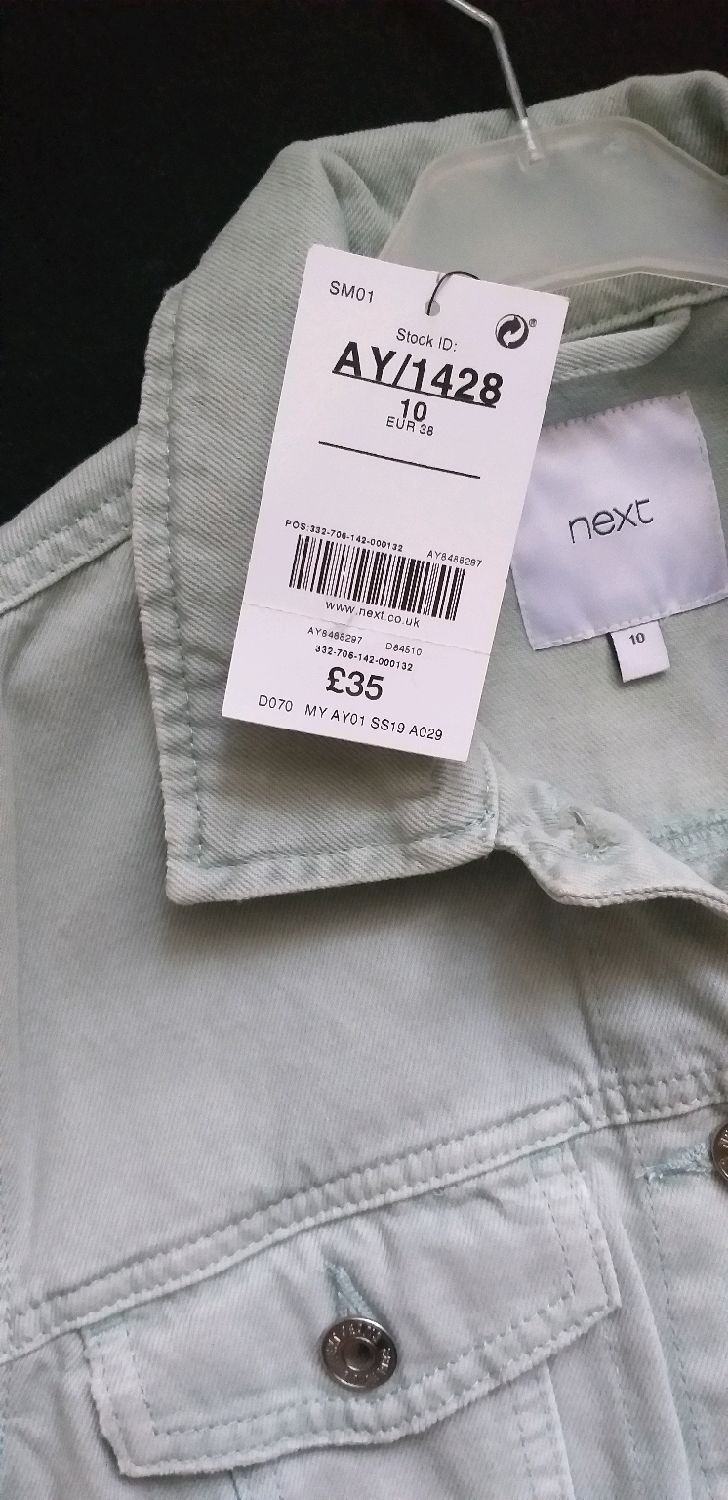 SM01
®
Stock ID:
AY/1428
10
EUR 38
POS:332-706-142-000132
AY8488297
www.next.co.uk
AY8488297 D64510
332-706-142-000132
£35
D070 MY AY01 SS19 A029
next
10